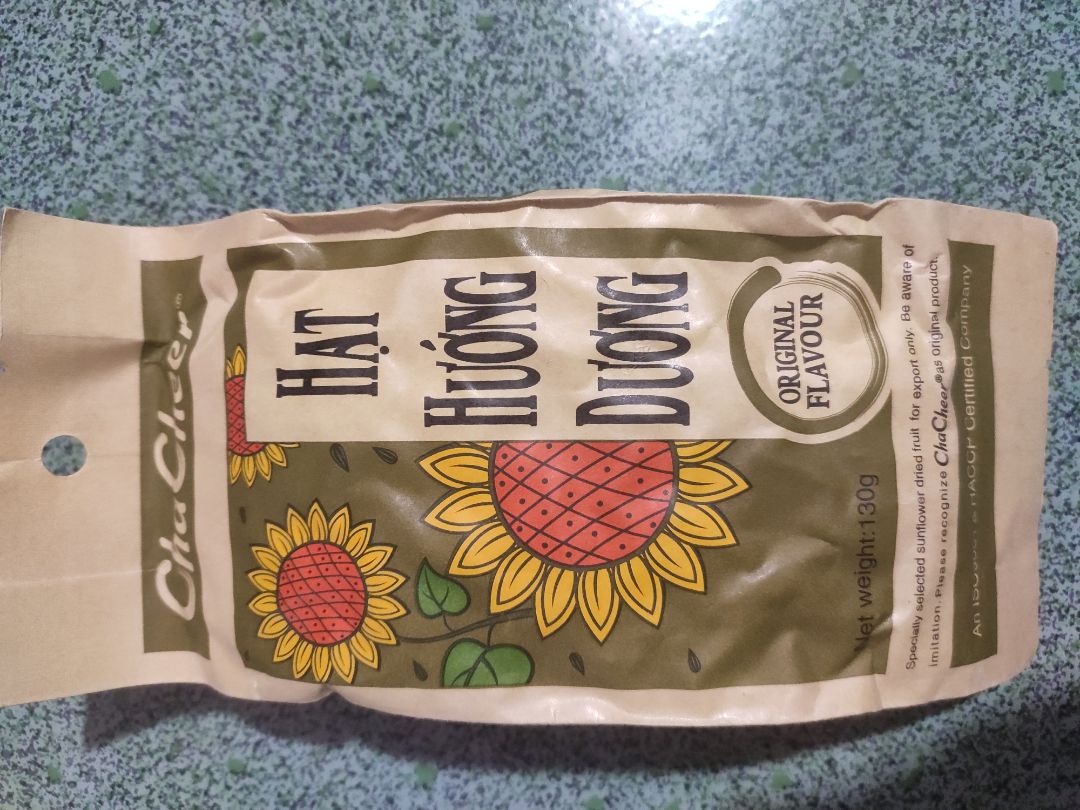 ChaCheer®
HẠT
HƯỚNG
DƯƠNG
ORIGINAL
FLAVOUR
Net weight:130g
Specially selected sunflower dried fruit for export only. Be aware of
imitation. Please recognize ChaCheer® as original product.
An HACCP Certified Company